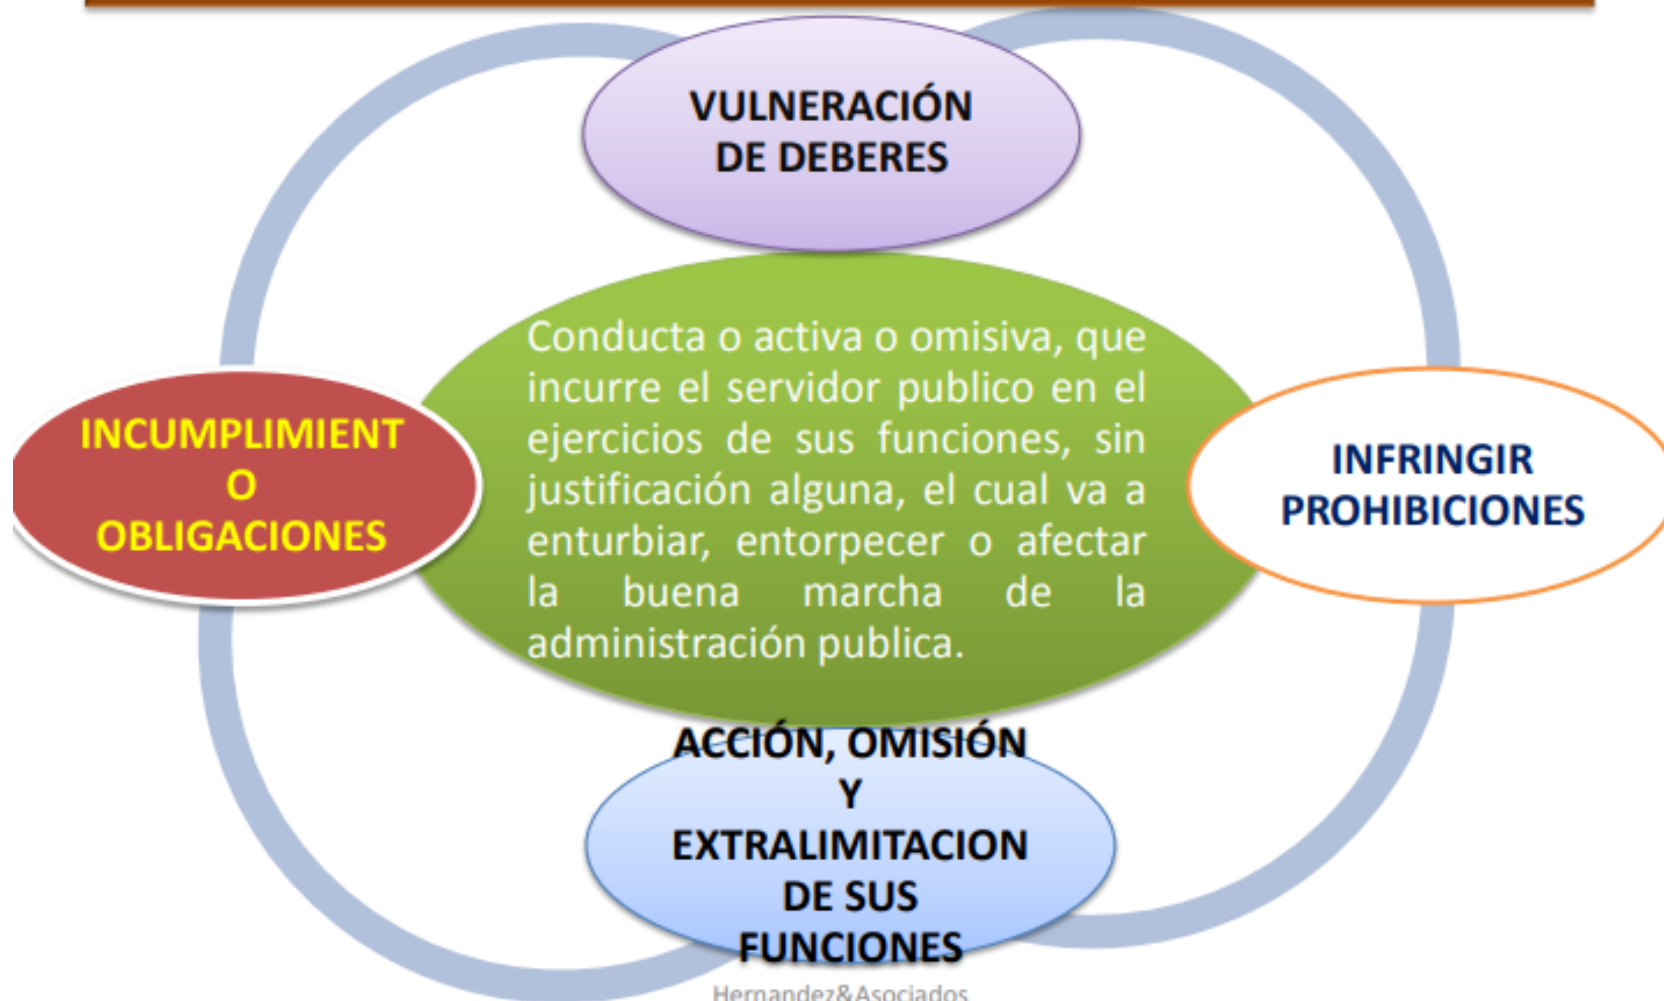 VULNERACIÓN
DE DEBERES
Conducta o activa o omisiva, que
incurre el servidor publico en el
ejercicios de sus funciones, sin
justificación alguna, el cual va a
enturbiar, entorpecer o afectar
la buena marcha de la
administración publica.
INCUMPLIMIENT
O
OBLIGACIONES
INFRINGIR
PROHIBICIONES
ACCIÓN, OMISIÓN
Y
EXTRALIMITACION
DE SUS
FUNCIONES
Hernandez&Asociados